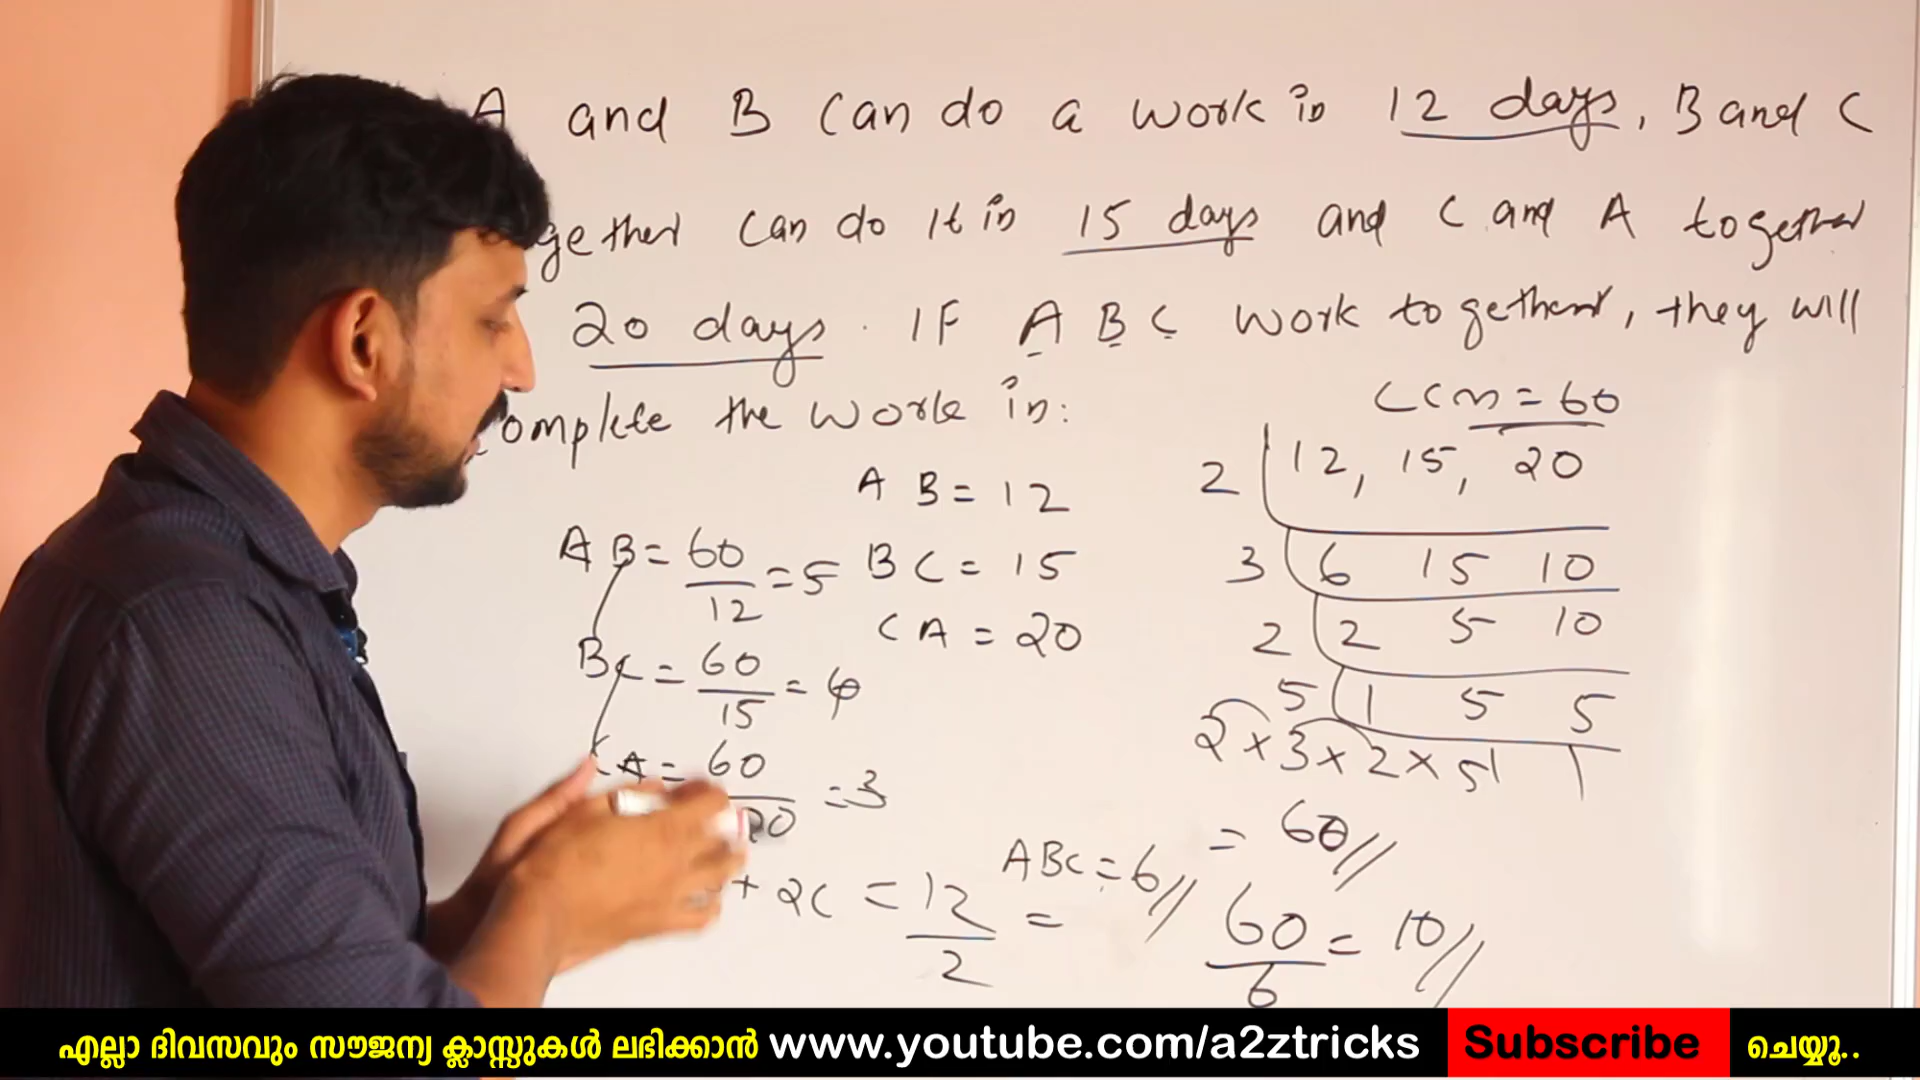 A and B can do a work in 12 days, B and C
gether can do it in 15 days and C and A together
20 days. IF A B C work together, they will
complete the work in:
LCM = 60
2 12, 15, 20
3 6 15 10
2 2 5 10
5 1 5 5
1 1
2 × 3 × 2 × 5
= 60//
A B = 12
B C = 15
C A = 20
A B = 60/12 = 5
B C = 60/15 = 4
C A = 60/20 = 3
+ 2C = 12/2 =
ABC = 6//
60/6 = 10//
എല്ലാ ദിവസവും സൗജന്യ ക്ലാസ്സുകൾ ലഭിക്കാൻ www.youtube.com/a2ztricks Subscribe ചെയ്യൂ..